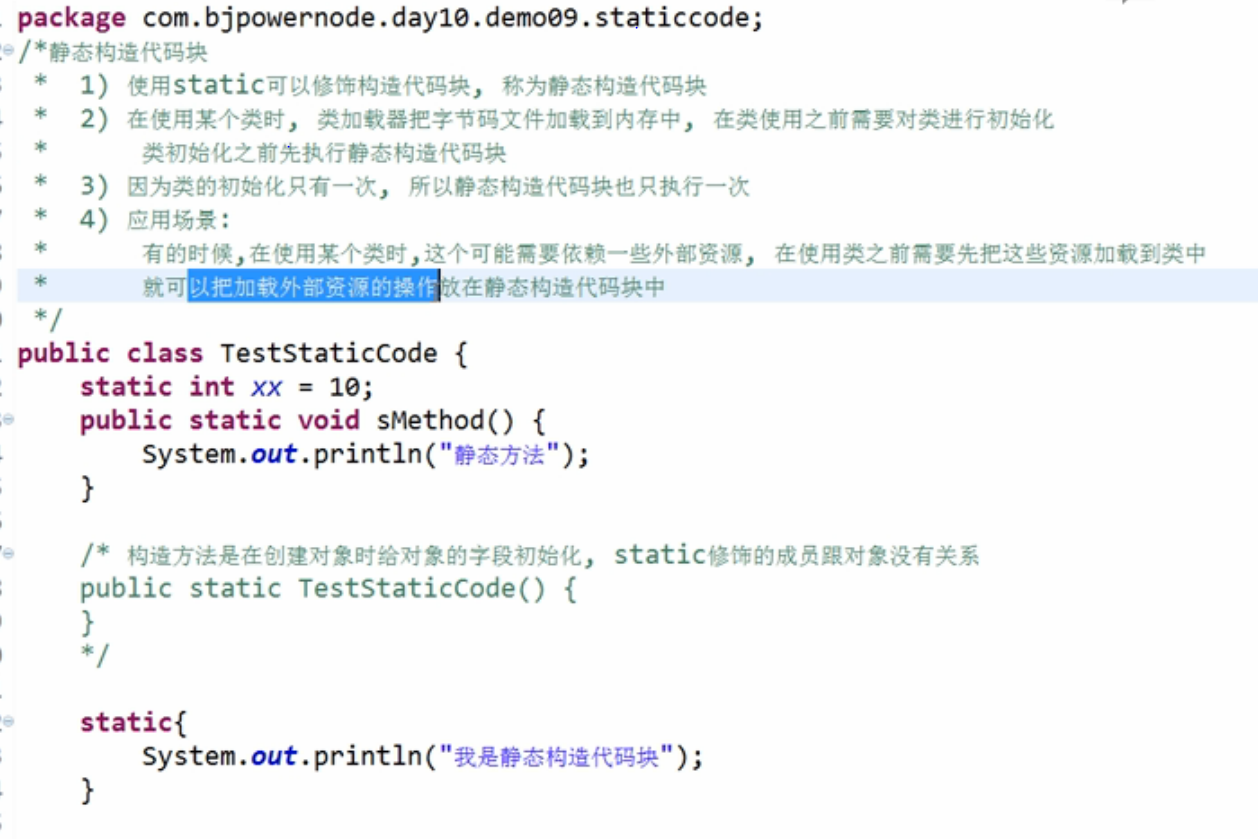 package com.bjpowernode.day10.demo09.staticcode;
/*静态构造代码块
* 1) 使用static可以修饰构造代码块, 称为静态构造代码块
* 2) 在使用某个类时, 类加载器把字节码文件加载到内存中, 在类使用之前需要对类进行初始化
* 类初始化之前先执行静态构造代码块
* 3) 因为类的初始化只有一次, 所以静态构造代码块也只执行一次
* 4) 应用场景:
* 有的时候,在使用某个类时,这个可能需要依赖一些外部资源, 在使用类之前需要先把这些资源加载到类中
* 就可以把加载外部资源的操作放在静态构造代码块中
*/
public class TestStaticCode {
static int xx = 10;
public static void sMethod() {
System.out.println("静态方法");
}
/* 构造方法是在创建对象时给对象的字段初始化, static修饰的成员跟对象没有关系
public static TestStaticCode() {
}
*/
static{
System.out.println("我是静态构造代码块");
}